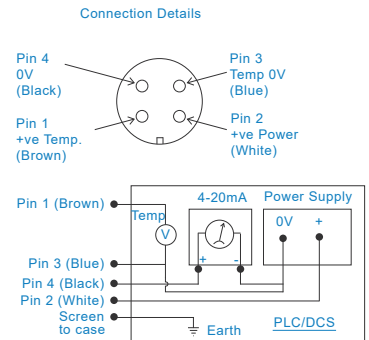 Connection Details
Pin 4
0V
(Black)
Pin 3
Temp 0V
(Blue)
Pin 1
+ve Temp.
(Brown)
Pin 2
+ve Power
(White)
Pin 1 (Brown)
Temp
V
4-20mA
+ -
Power Supply
0V +
Pin 3 (Blue)
Pin 4 (Black)
Pin 2 (White)
Screen
to case
Earth
PLC/DCS